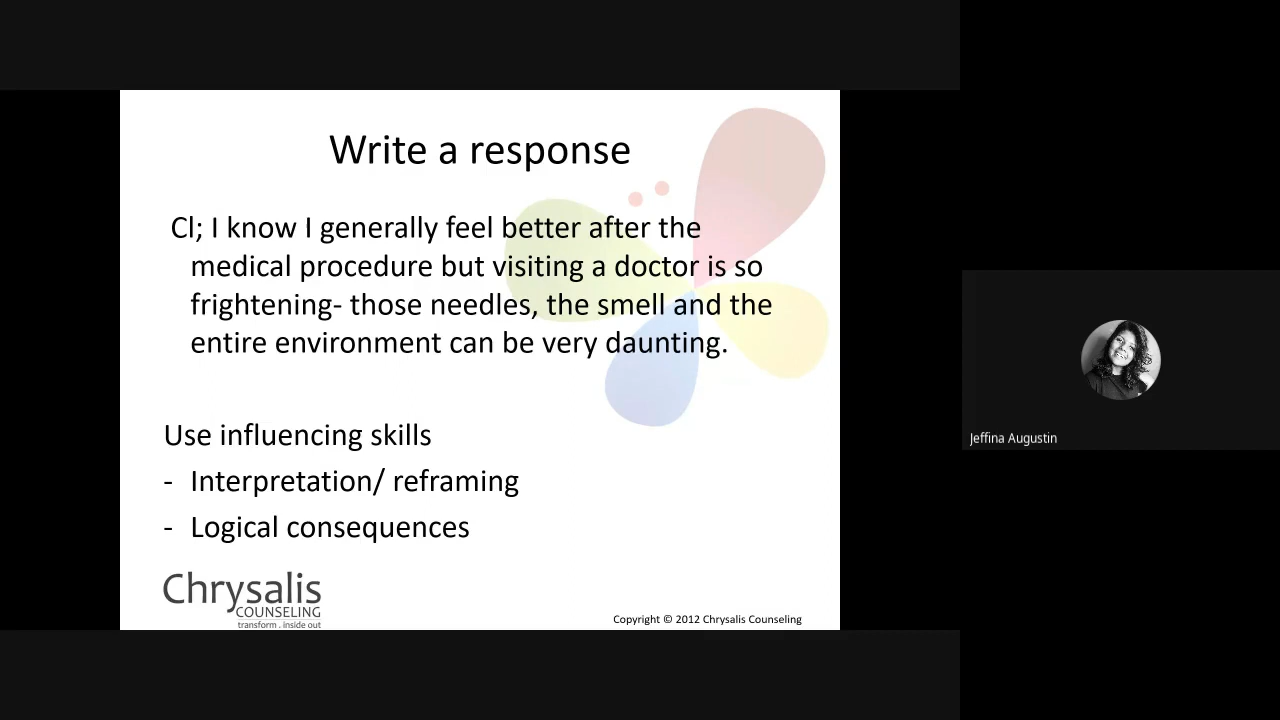 Write a response
Cl; I know I generally feel better after the
medical procedure but visiting a doctor is so
frightening- those needles, the smell and the
entire environment can be very daunting.
Use influencing skills
- Interpretation/ reframing
- Logical consequences
Chrysalis
COUNSELING
transform . inside out
Copyright © 2012 Chrysalis Counseling
Jeffina Augustin